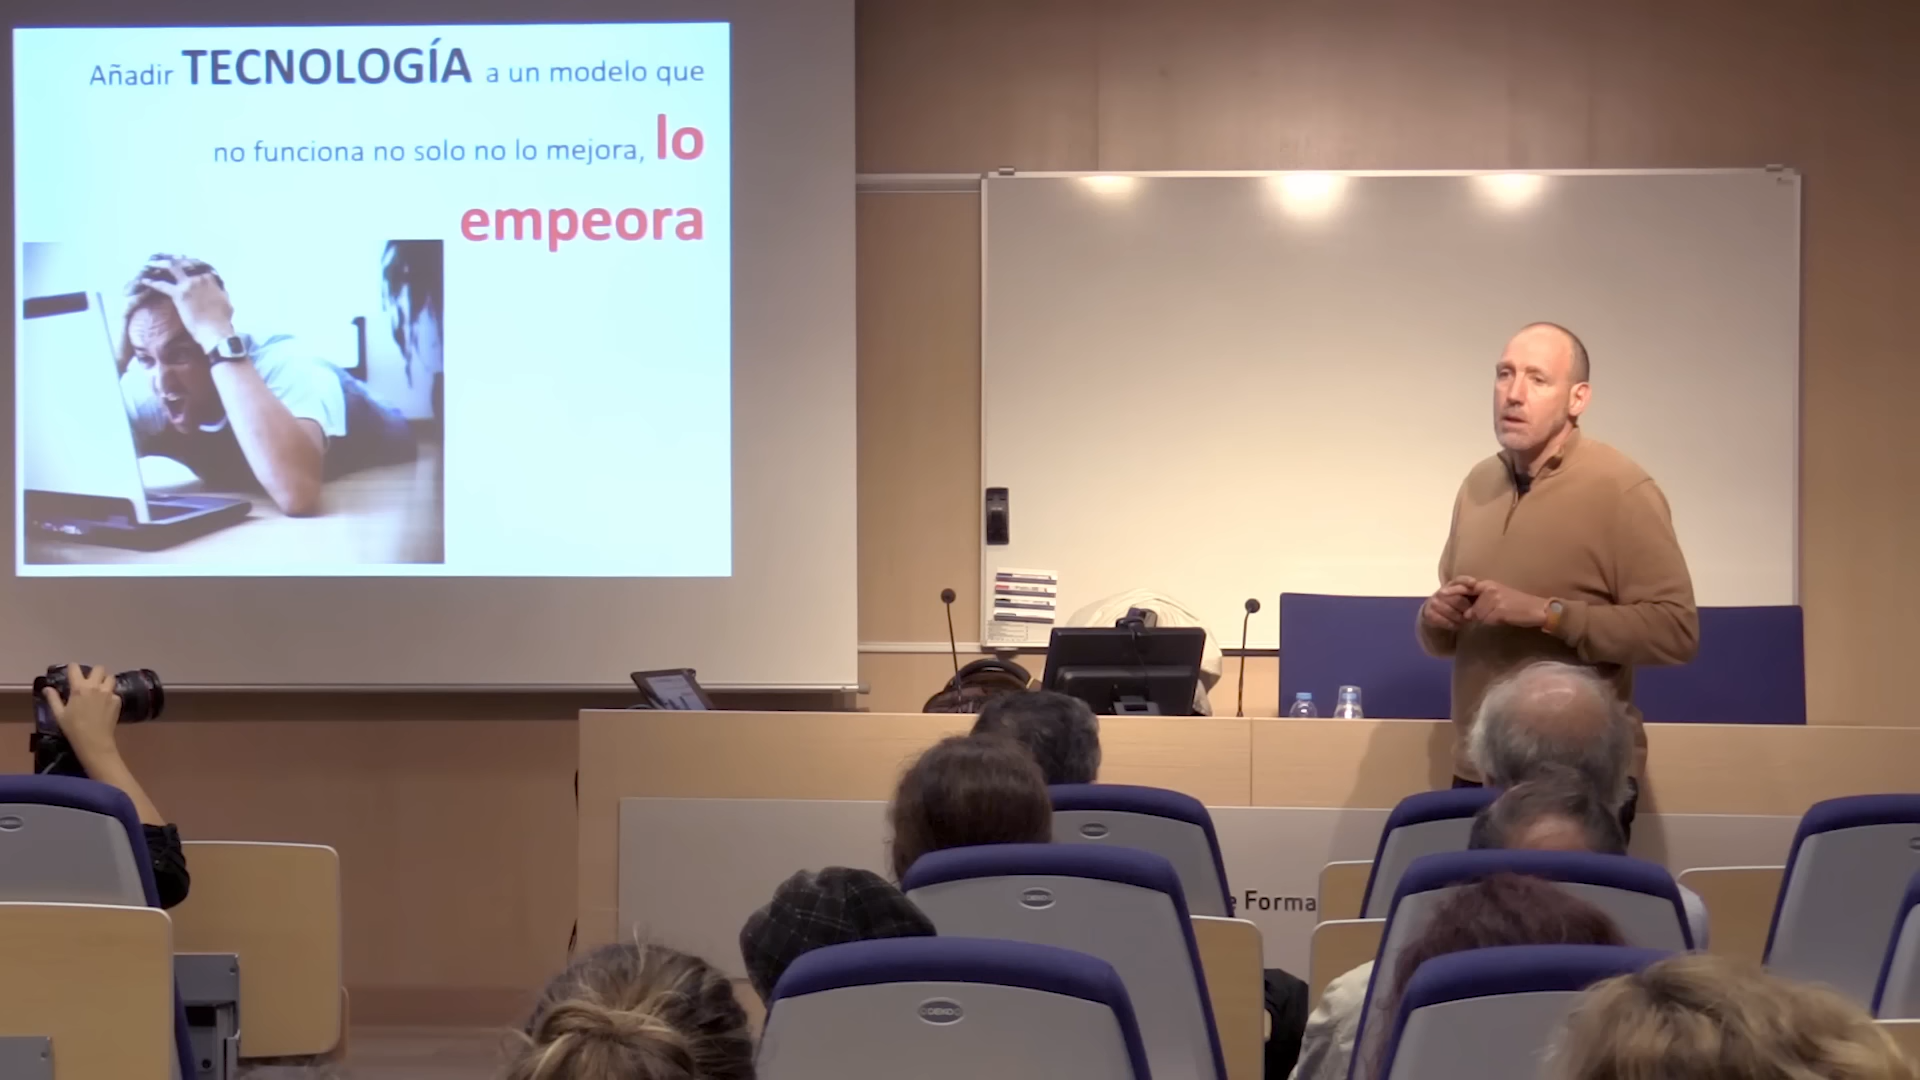 Añadir TECNOLOGÍA a un modelo que
no funciona no solo no lo mejora, lo
empeora
e Forma